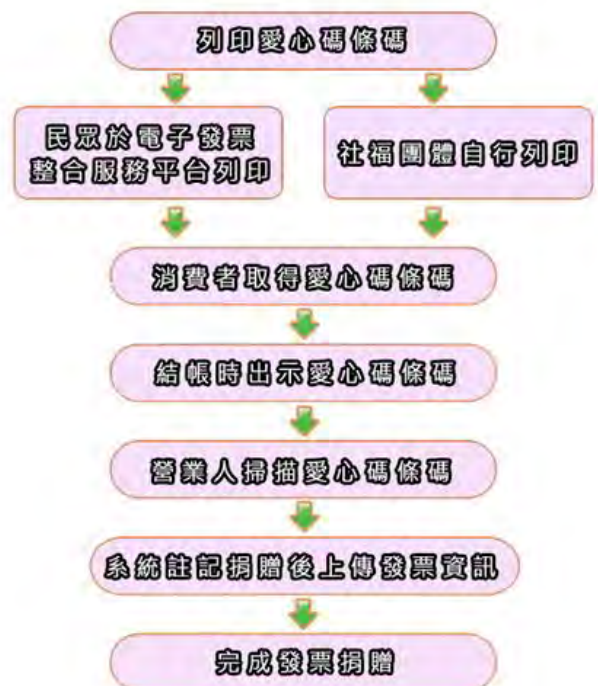 列印愛心碼條碼
民眾於電子發票
整合服務平台列印
社福團體自行列印
消費者取得愛心碼條碼
結帳時出示愛心碼條碼
營業人掃描愛心碼條碼
系統註記捐贈後上傳發票資訊
完成發票捐贈